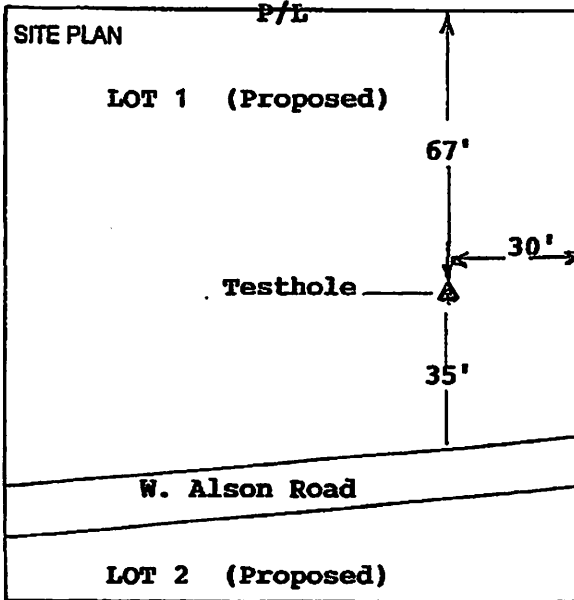 P/L
SITE PLAN
LOT 1 (Proposed)
67'
30'
Testhole
35'
W. Alson Road
LOT 2 (Proposed)